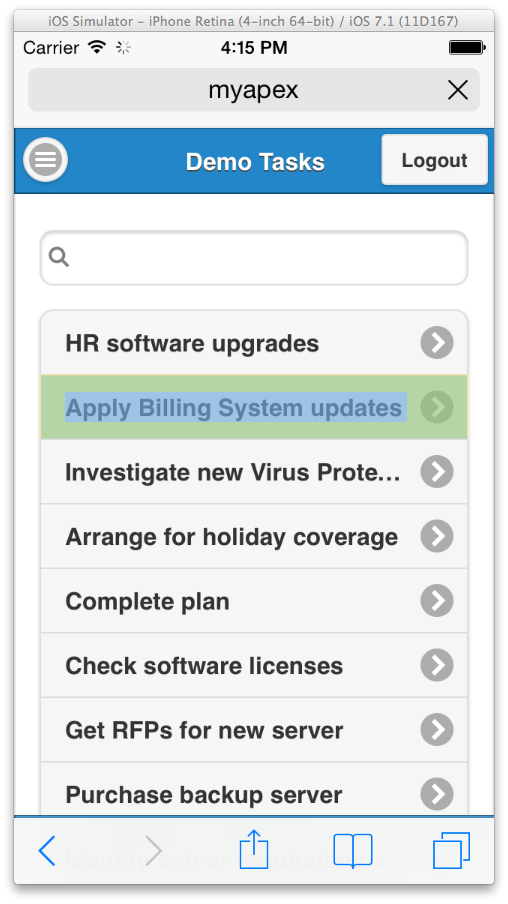 iOS Simulator – iPhone Retina (4-inch 64-bit) / iOS 7.1 (11D167)
Carrier 4:15 PM
myapex
Demo Tasks Logout
HR software upgrades
Apply Billing System updates
Investigate new Virus Prote...
Arrange for holiday coverage
Complete plan
Check software licenses
Get RFPs for new server
Purchase backup server